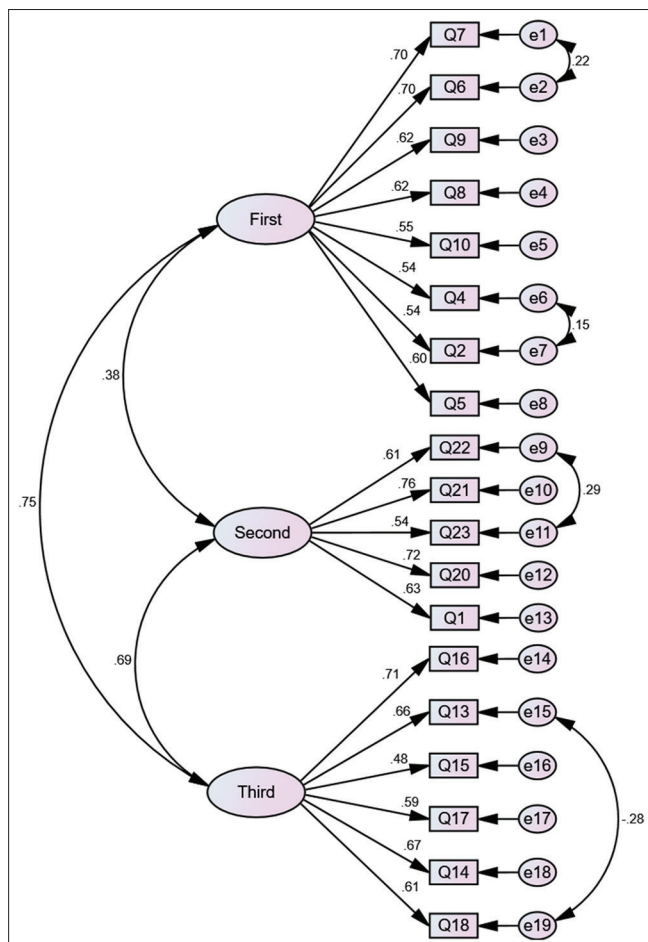 Q7 e1
.70 .22
Q6 e2
.70
Q9 e3
.62
Q8 e4
.62
First
.55
Q10 e5
.54
Q4 e6
.54 .15
Q2 e7
.60
.38
Q5 e8
Q22 e9
.61
.76
Q21 e10
.75 .29
Second
.54
Q23 e11
.72
Q20 e12
.63
Q1 e13
.69
Q16 e14
.71
.66
Q13 e15
.48
Q15 e16
Third
.59
Q17 e17
-.28
.67
Q14 e18
.61
Q18 e19